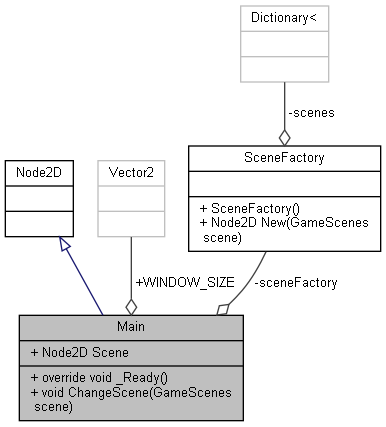 Dictionary<
-scenes
Node2D
Vector2
SceneFactory
+ SceneFactory()
+ Node2D New(GameScenes
scene)
+WINDOW_SIZE
-sceneFactory
Main
+ Node2D Scene
+ override void _Ready()
+ void ChangeScene(GameScenes
scene)